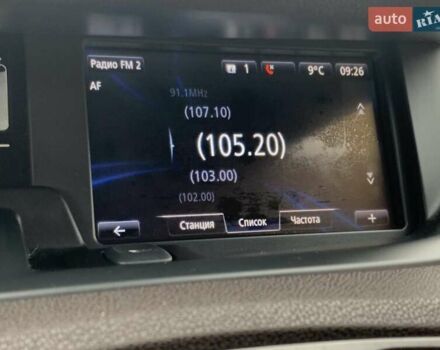 auto RIA
Радио FM 2 1 9°C 09:26
AF
91.1MHz
(107.10)
(105.20)
(103.00)
(102.00)
Станция Список Частота +